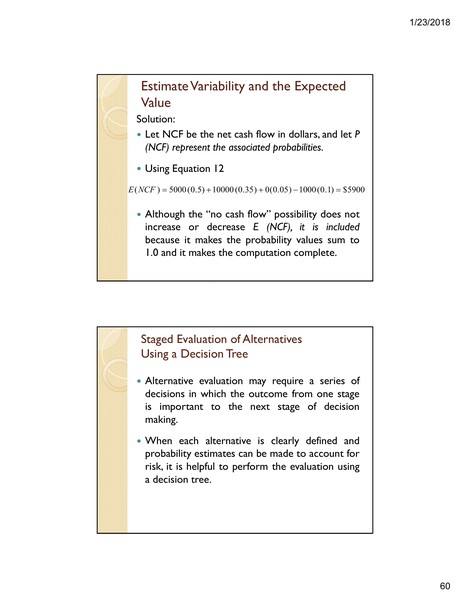 1/23/2018
Estimate Variability and the Expected
Value
Solution:
• Let NCF be the net cash flow in dollars, and let P
(NCF) represent the associated probabilities.
• Using Equation 12
E(NCF) = 5000(0.5) + 10000(0.35) + 0(0.05) − 1000(0.1) = $5900
• Although the “no cash flow” possibility does not
increase or decrease E (NCF), it is included
because it makes the probability values sum to
1.0 and it makes the computation complete.
Staged Evaluation of Alternatives
Using a Decision Tree
• Alternative evaluation may require a series of
decisions in which the outcome from one stage
is important to the next stage of decision
making.
• When each alternative is clearly defined and
probability estimates can be made to account for
risk, it is helpful to perform the evaluation using
a decision tree.
60